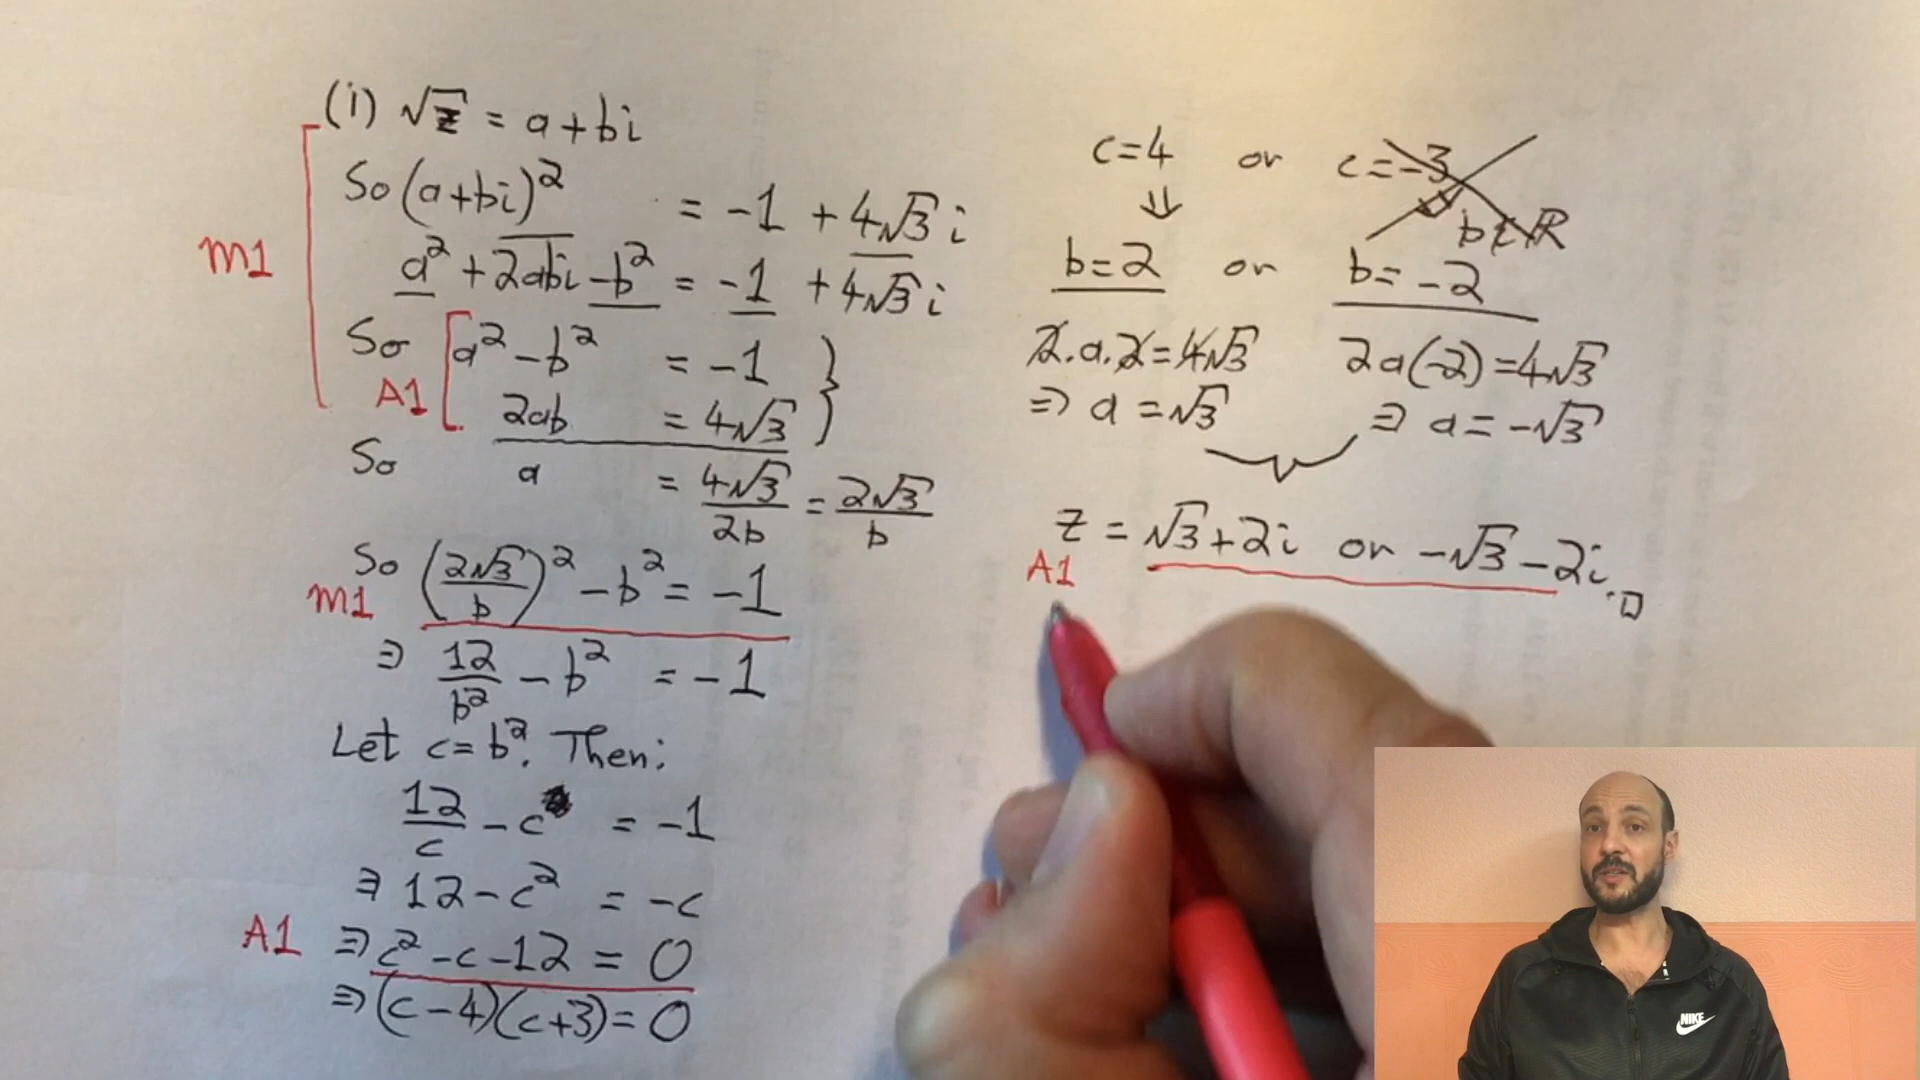 (i) √z = a+bi
So (a+bi)² = -1 + 4√3 i
M1
a² + 2abi - b² = -1 + 4√3 i
So a² - b² = -1
A1
2ab = 4√3
So a = 4√3/2b = 2√3/b
So (2√3/b)² - b² = -1
M1
⇒ 12/b² - b² = -1
Let c = b². Then:
12/c - c = -1
⇒ 12 - c² = -c
A1 ⇒ c² - c - 12 = 0
⇒ (c-4)(c+3) = 0
c=4 or c=-3
⇓ ⇓ b∉ℝ
b=2 or b=-2
2.a.2=4√3 2a(-2)=4√3
⇒ a=√3 ⇒ a=-√3
z = √3+2i or -√3-2i.□
A1
NIKE